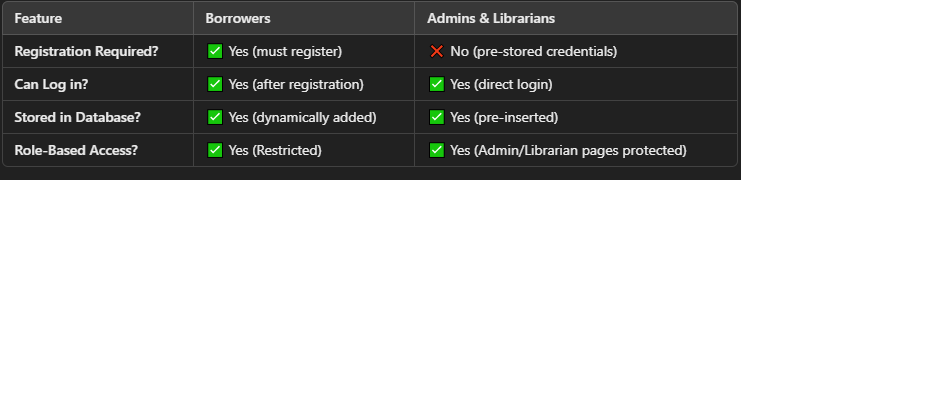 Feature Borrowers Admins & Librarians
Registration Required? ✅ Yes (must register) ❌ No (pre-stored credentials)
Can Log in? ✅ Yes (after registration) ✅ Yes (direct login)
Stored in Database? ✅ Yes (dynamically added) ✅ Yes (pre-inserted)
Role-Based Access? ✅ Yes (Restricted) ✅ Yes (Admin/Librarian pages protected)